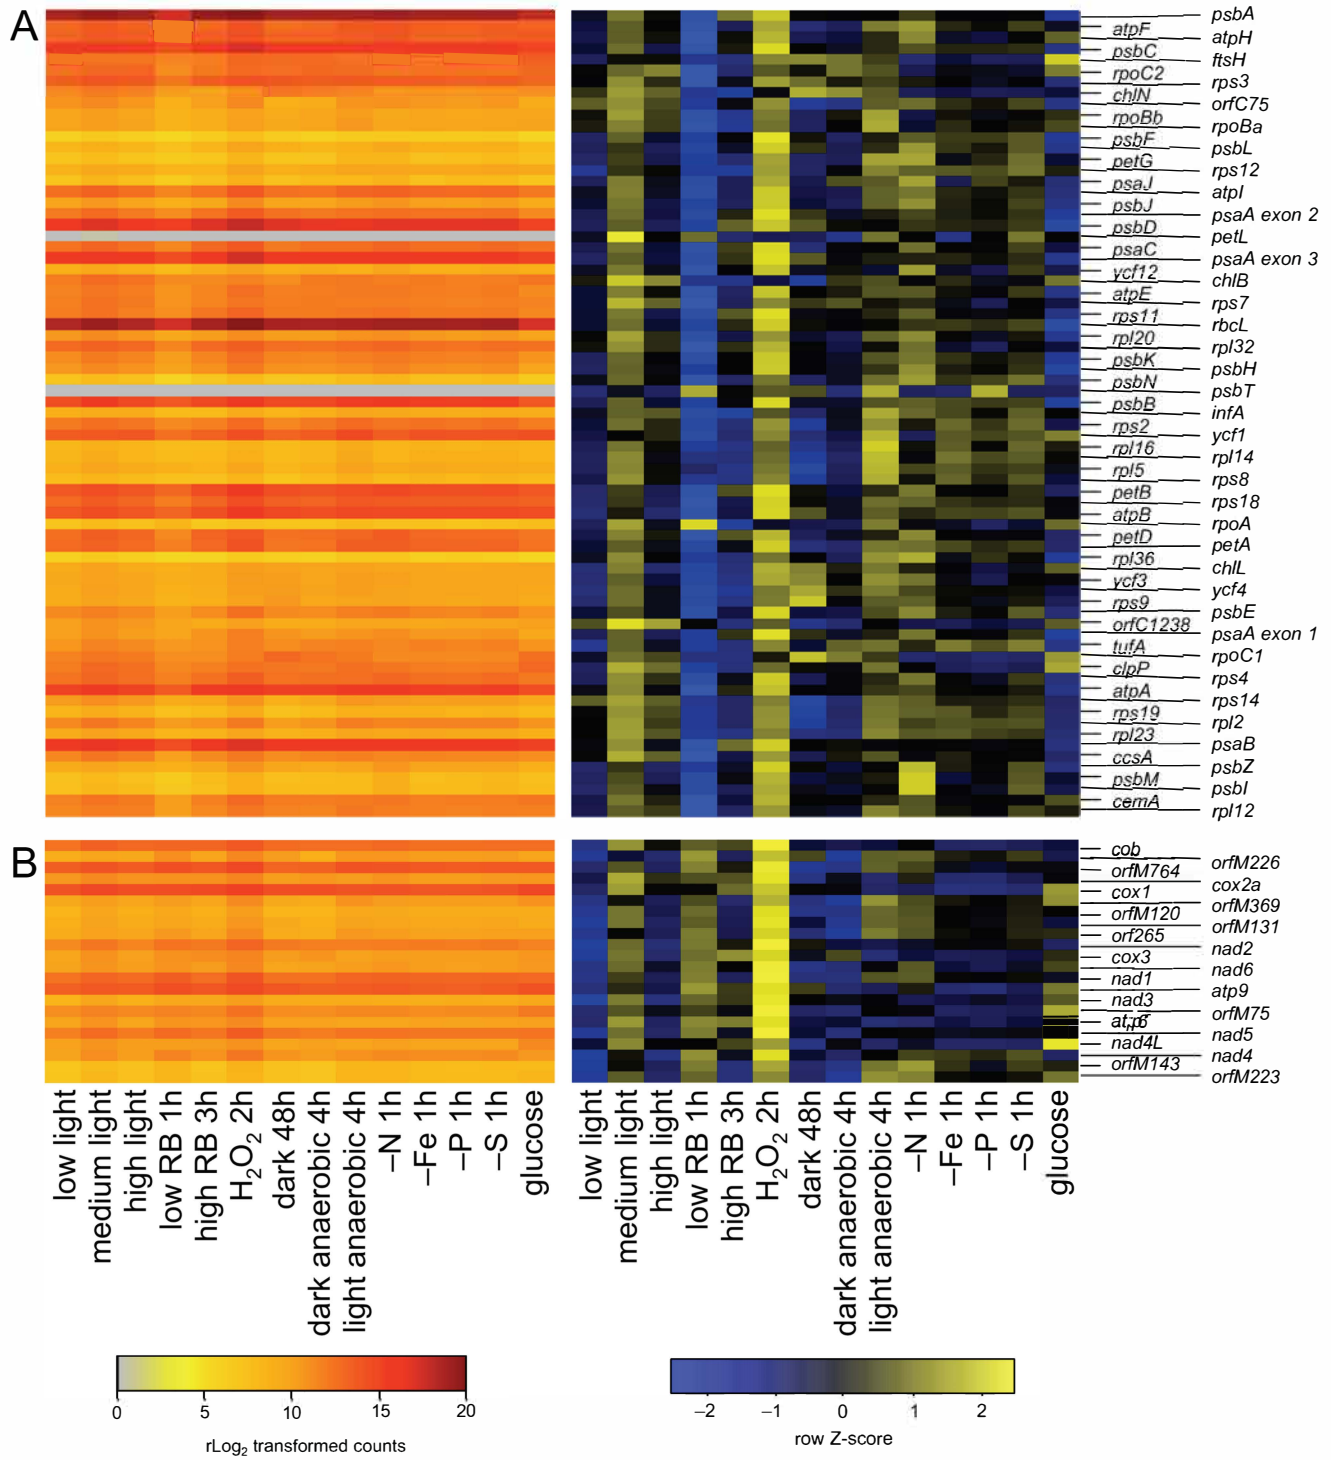 A
psbA
atpF
atpH
psbC
ftsH
rpoC2
rps3
chlN
orfC75
rpoBb
rpoBa
psbF
psbL
petG
rps12
psaJ
atpI
psbJ
psaA exon 2
psbD
petL
psaC
psaA exon 3
ycf12
chlB
atpE
rps7
rps11
rbcL
rpl20
rpl32
psbK
psbH
psbN
psbT
psbB
infA
rps2
ycf1
rpl16
rpl14
rpl5
rps8
petB
rps18
atpB
rpoA
petD
petA
rpl36
chlL
ycf3
ycf4
rps9
psbE
orfC1238
psaA exon 1
tufA
rpoC1
clpP
rps4
atpA
rps14
rps19
rpl2
rpl23
psaB
ccsA
psbZ
psbM
psbI
cemA
rpl12
B
cob
orfM226
orfM764
cox2a
cox1
orfM369
orfM120
orfM131
orf265
nad2
cox3
nad6
nad1
atp9
nad3
orfM75
nad5
nad4L
nad4
orfM143
orfM223
low light
medium light
high light
low RB 1h
high RB 3h
H₂O₂ 2h
dark 48h
dark anaerobic 4h
light anaerobic 4h
–N 1h
–Fe 1h
–P 1h
–S 1h
glucose
low light
medium light
high light
low RB 1h
high RB 3h
H₂O₂ 2h
dark 48h
dark anaerobic 4h
light anaerobic 4h
–N 1h
–Fe 1h
–P 1h
–S 1h
glucose
0 5 10 15 20
rLog₂ transformed counts
–2 –1 0 1 2
row Z-score